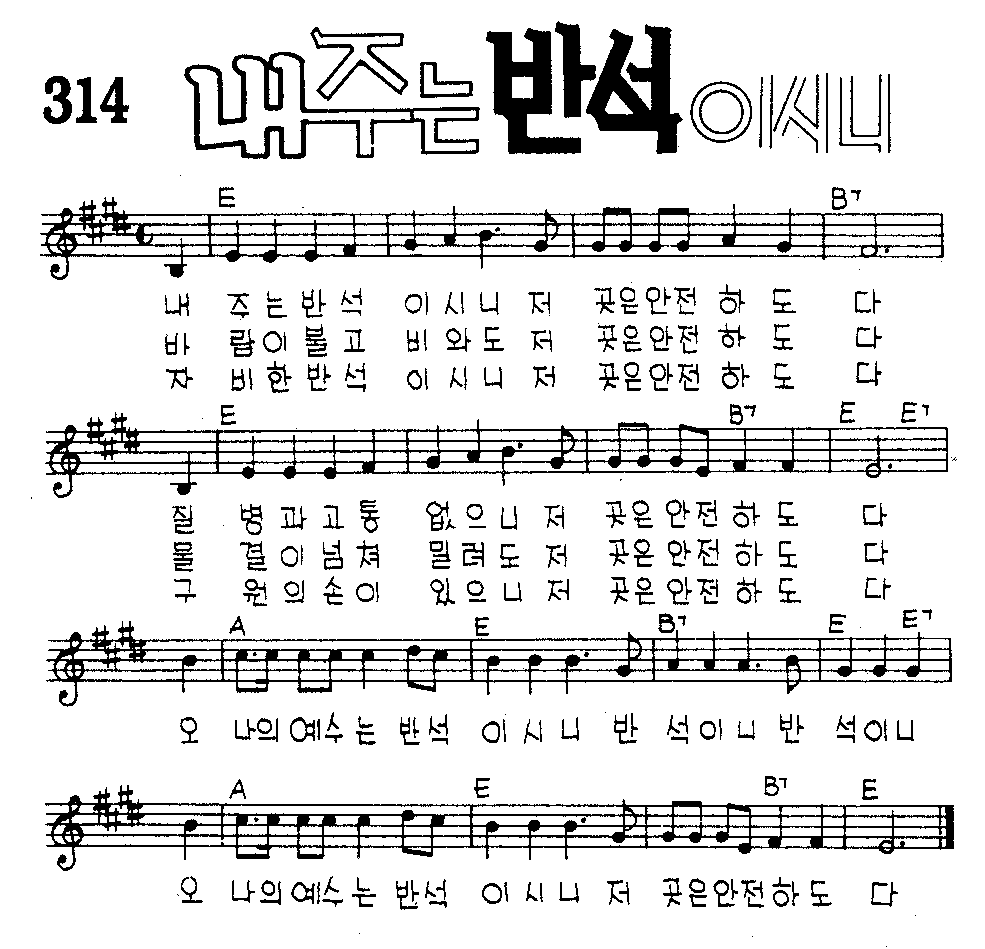 314 내 주는 반석 이시니
E B7
내 주는반석 이시니 저 곳은안전 하 도 다
바 람이불고 비와도 저 곳은안전 하 도 다
자 비한반석 이시니 저 곳은안전 하 도 다
E B7 E E7
질 병과고통 없으니 저 곳은 안전 하도 다
물 결이넘쳐 밀려도 저 곳은 안전 하도 다
구 원의손이 있으니 저 곳은 안전 하도 다
A E B7 E E7
오 나의예수는 반석 이시니 반 석이니 반 석이니
A E B7 E
오 나의예수는 반석 이시니 저 곳은안전하도 다